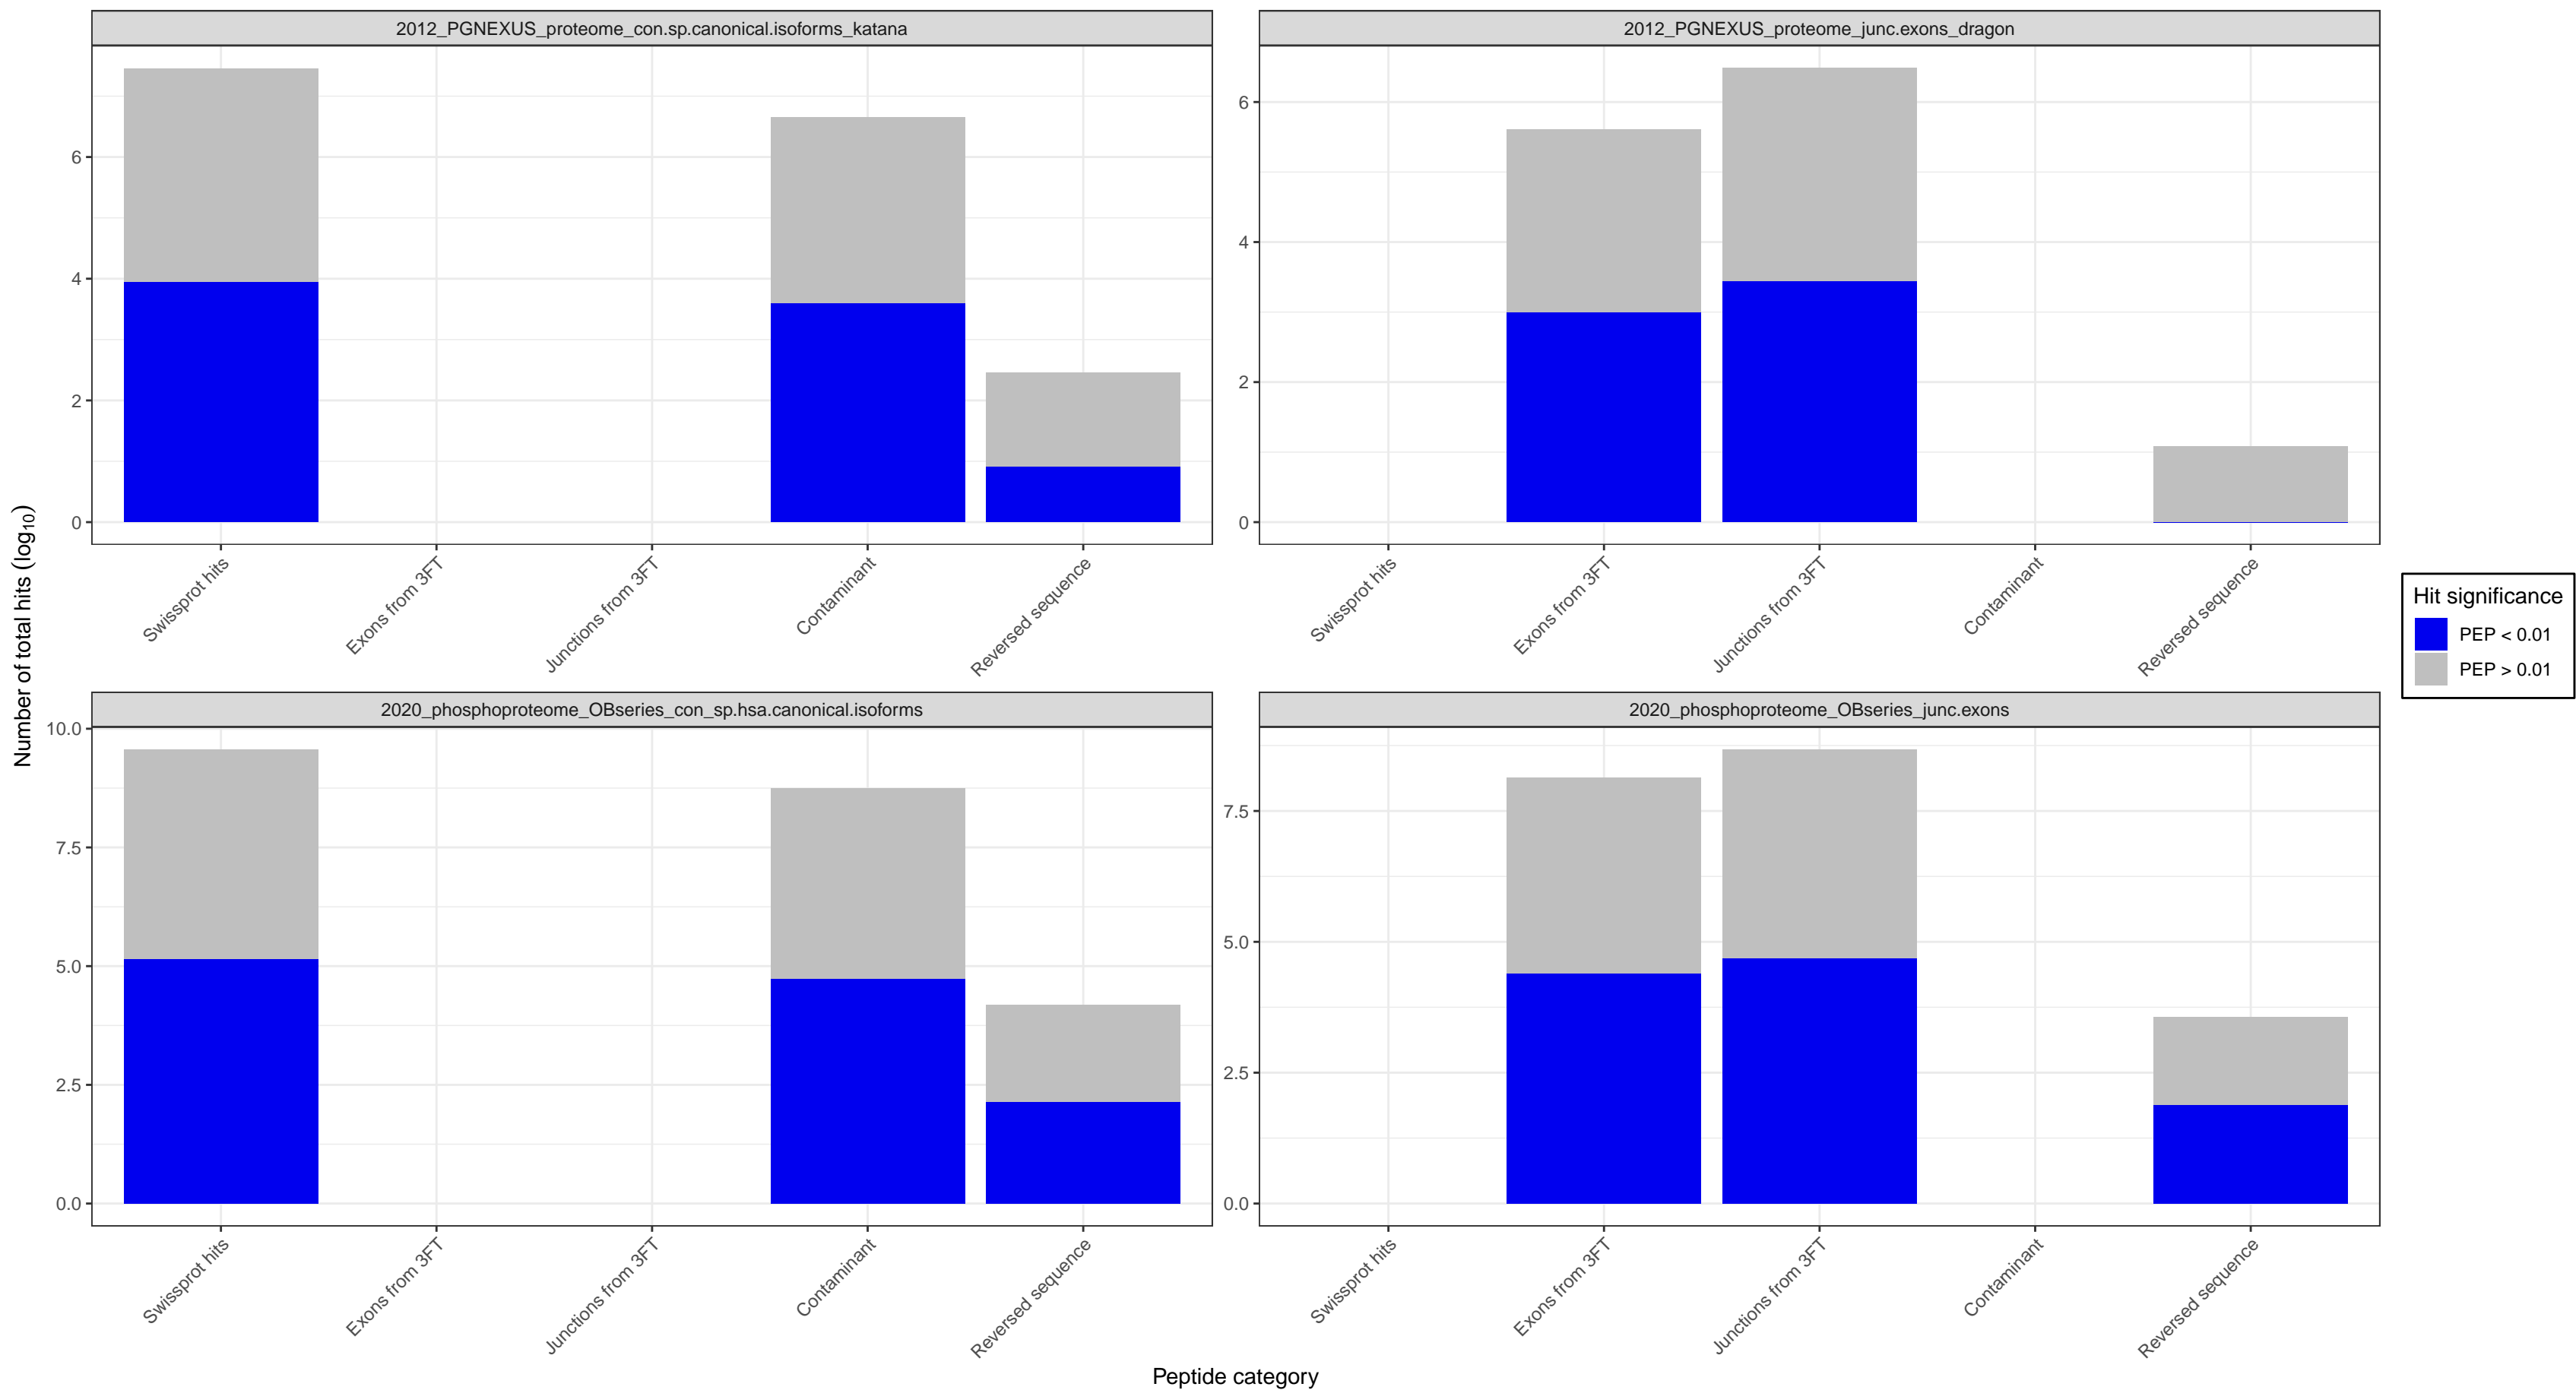 2012_PGNEXUS_proteome_con.sp.canonical.isoforms_katana
2012_PGNEXUS_proteome_junc.exons_dragon
6
4
2
0
6
4
2
0
Swissprot hits
Exons from 3FT
Junctions from 3FT
Contaminant
Reversed sequence
Swissprot hits
Exons from 3FT
Junctions from 3FT
Contaminant
Reversed sequence
Number of total hits (log₁₀)
Hit significance
PEP < 0.01
PEP > 0.01
2020_phosphoproteome_OBseries_con_sp.hsa.canonical.isoforms
2020_phosphoproteome_OBseries_junc.exons
10.0
7.5
5.0
2.5
0.0
7.5
5.0
2.5
0.0
Swissprot hits
Exons from 3FT
Junctions from 3FT
Contaminant
Reversed sequence
Swissprot hits
Exons from 3FT
Junctions from 3FT
Contaminant
Reversed sequence
Peptide category